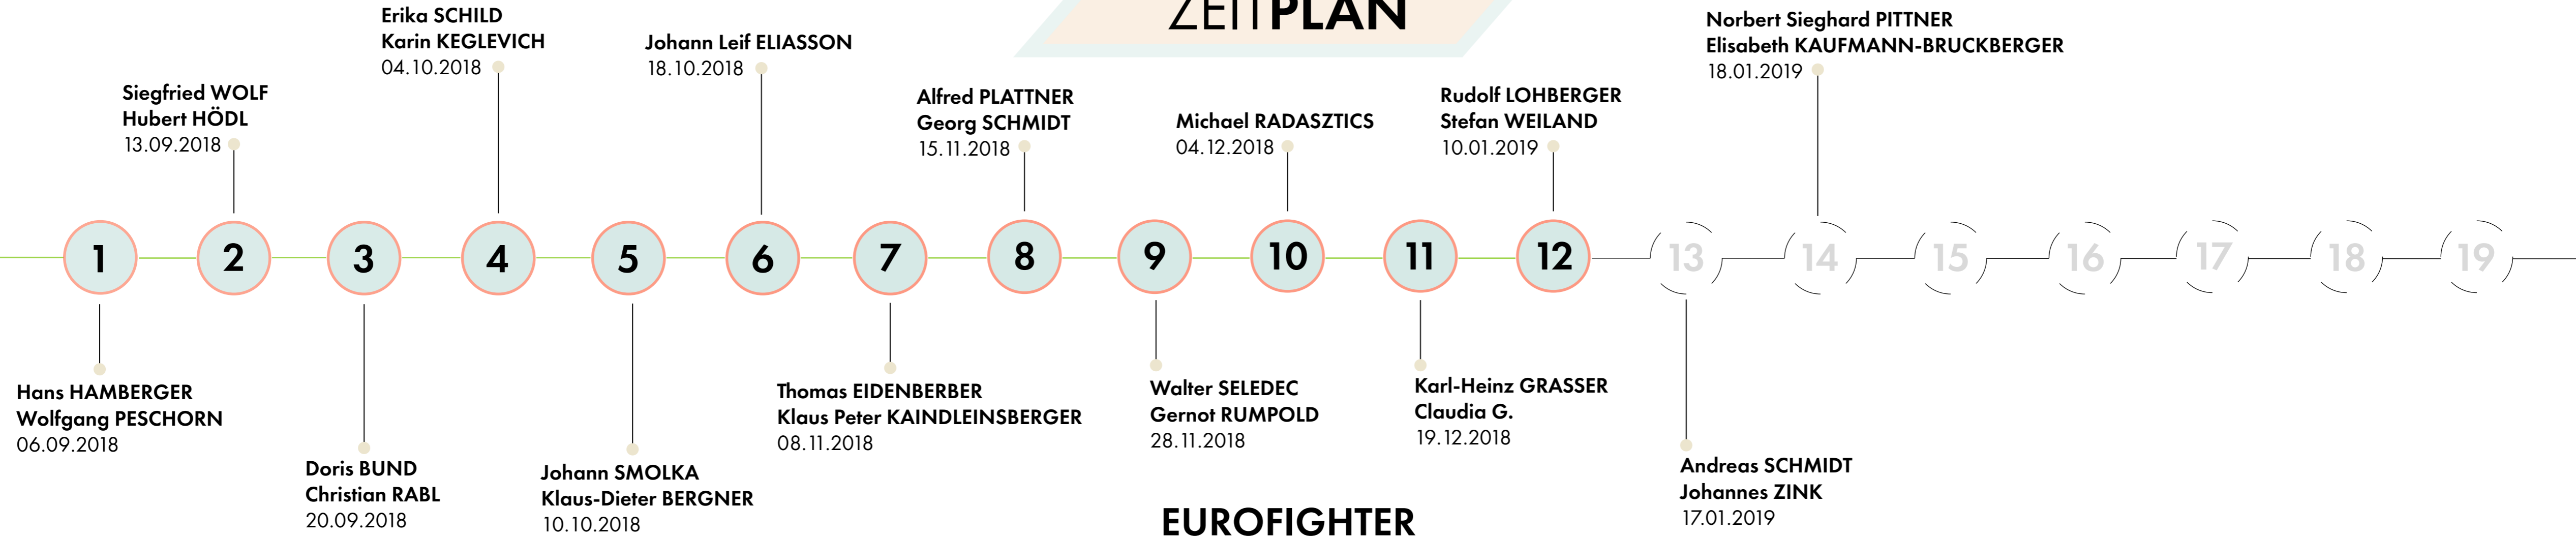 ZEITPLAN
Erika SCHILD
Karin KEGLEVICH
04.10.2018
Johann Leif ELIASSON
18.10.2018
Norbert Sieghard PITTNER
Elisabeth KAUFMANN-BRUCKBERGER
18.01.2019
Siegfried WOLF
Hubert HÖDL
13.09.2018
Alfred PLATTNER
Georg SCHMIDT
15.11.2018
Michael RADASZTICS
04.12.2018
Rudolf LOHBERGER
Stefan WEILAND
10.01.2019
1 2 3 4 5 6 7 8 9 10 11 12 13 14 15 16 17 18 19
Hans HAMBERGER
Wolfgang PESCHORN
06.09.2018
Doris BUND
Christian RABL
20.09.2018
Johann SMOLKA
Klaus-Dieter BERGNER
10.10.2018
Thomas EIDENBERBER
Klaus Peter KAINDLEINSBERGER
08.11.2018
Walter SELEDEC
Gernot RUMPOLD
28.11.2018
Karl-Heinz GRASSER
Claudia G.
19.12.2018
Andreas SCHMIDT
Johannes ZINK
17.01.2019
EUROFIGHTER